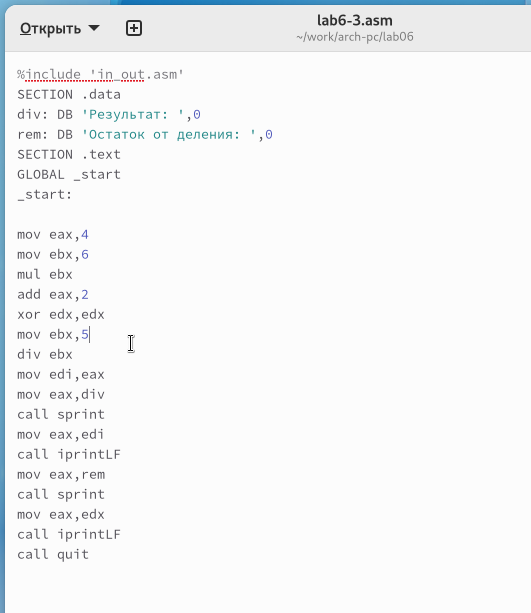 Открыть
lab6-3.asm
~/work/arch-pc/lab06
%include 'in_out.asm'
SECTION .data
div: DB 'Результат: ',0
rem: DB 'Остаток от деления: ',0
SECTION .text
GLOBAL _start
_start:
mov eax,4
mov ebx,6
mul ebx
add eax,2
xor edx,edx
mov ebx,5
div ebx
mov edi,eax
mov eax,div
call sprint
mov eax,edi
call iprintLF
mov eax,rem
call sprint
mov eax,edx
call iprintLF
call quit